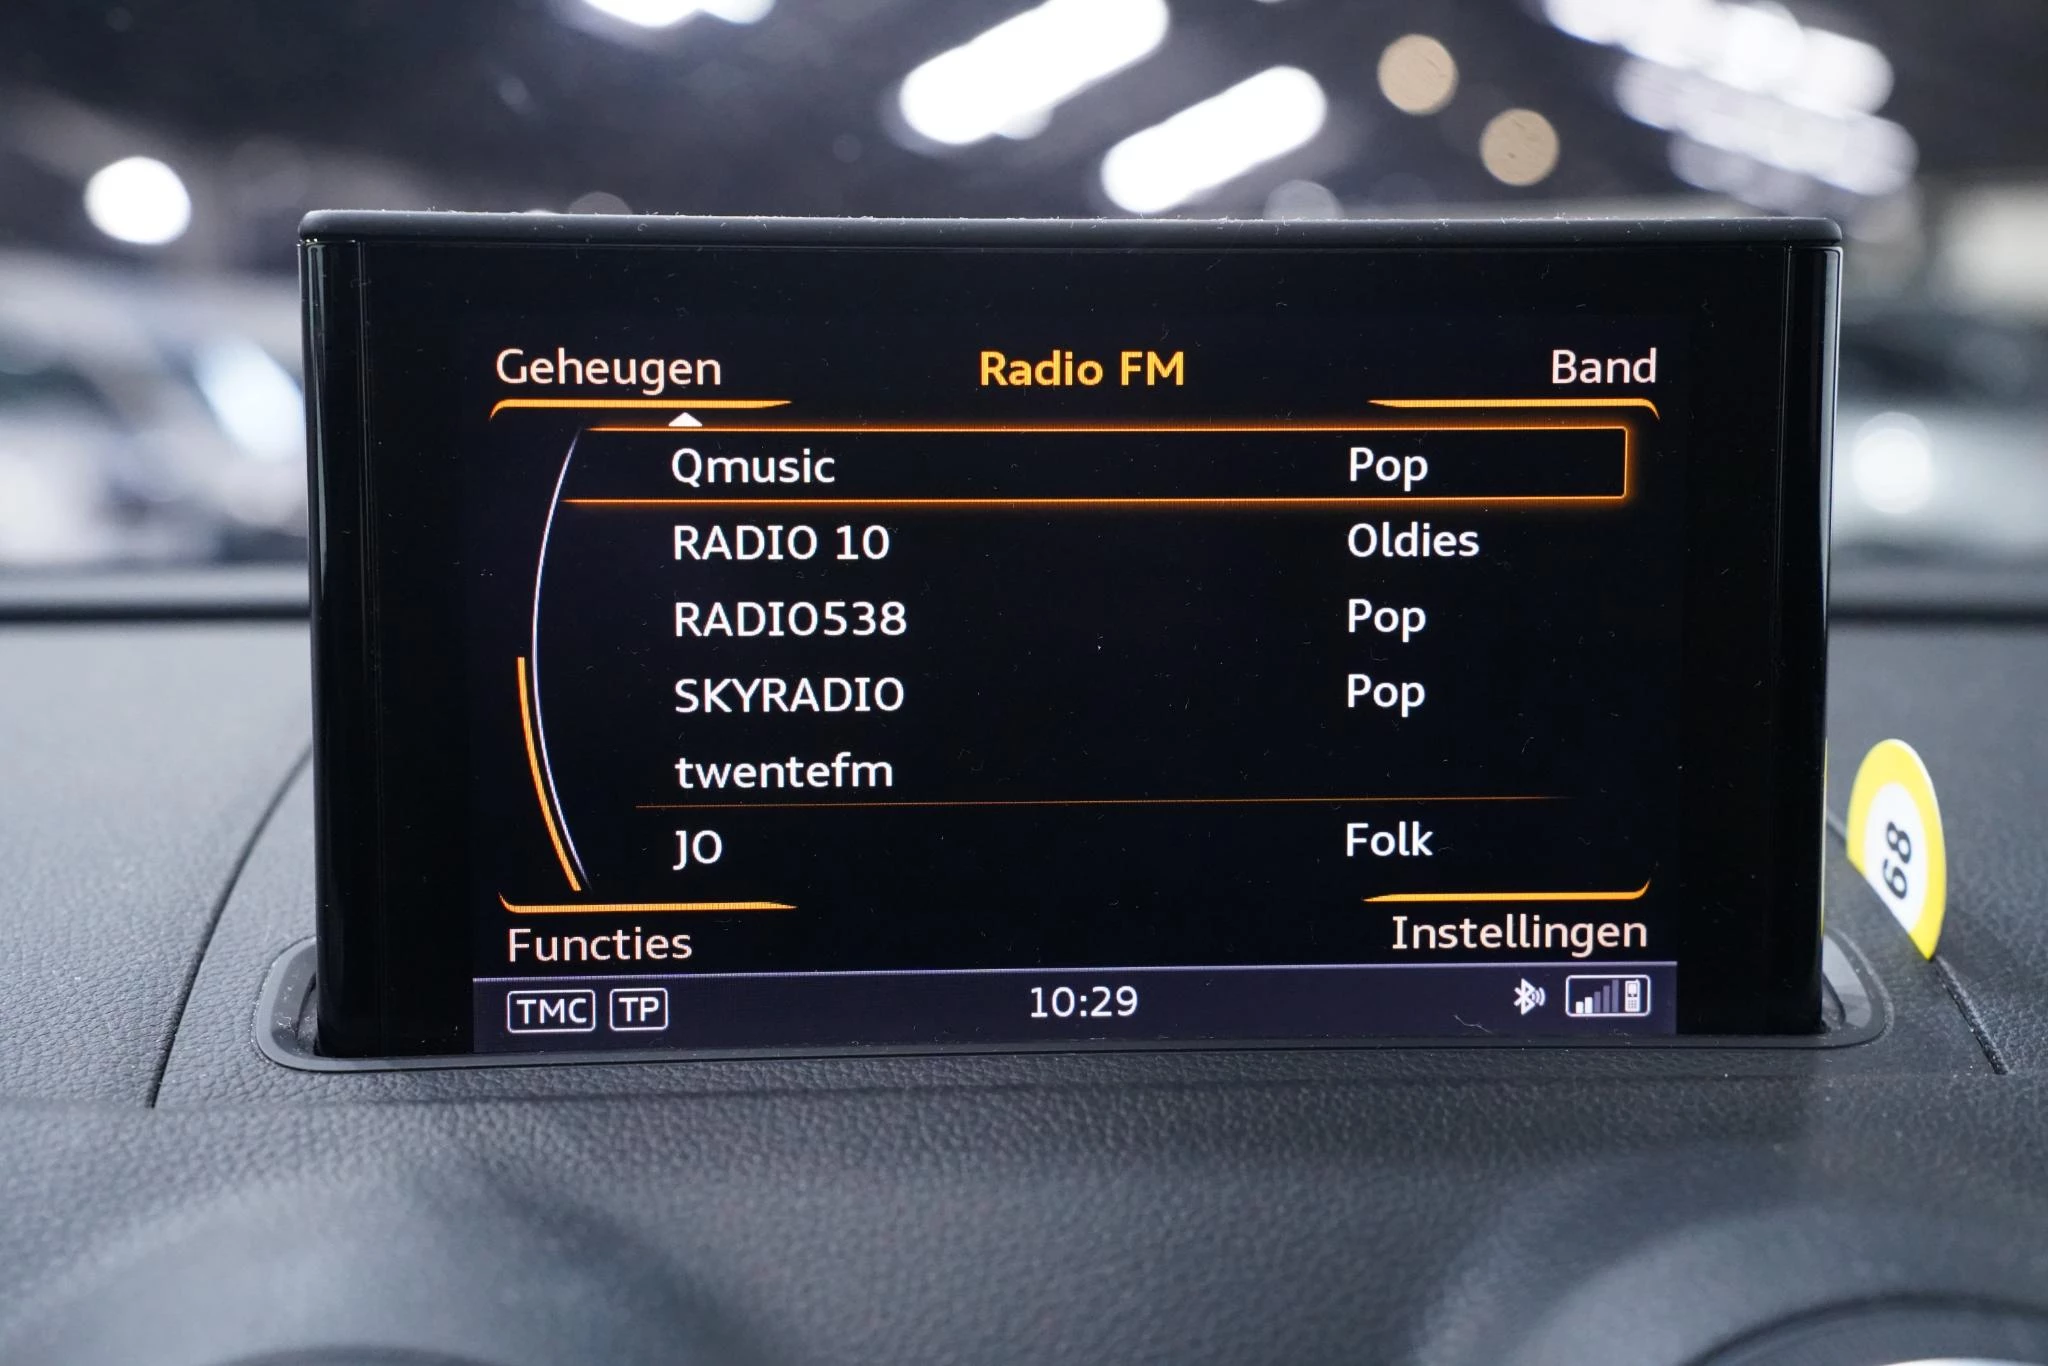 Geheugen Radio FM Band
Qmusic Pop
RADIO 10 Oldies
RADIO538 Pop
SKYRADIO Pop
twentefm
JO Folk
Functies Instellingen
TMC TP 10:29
68